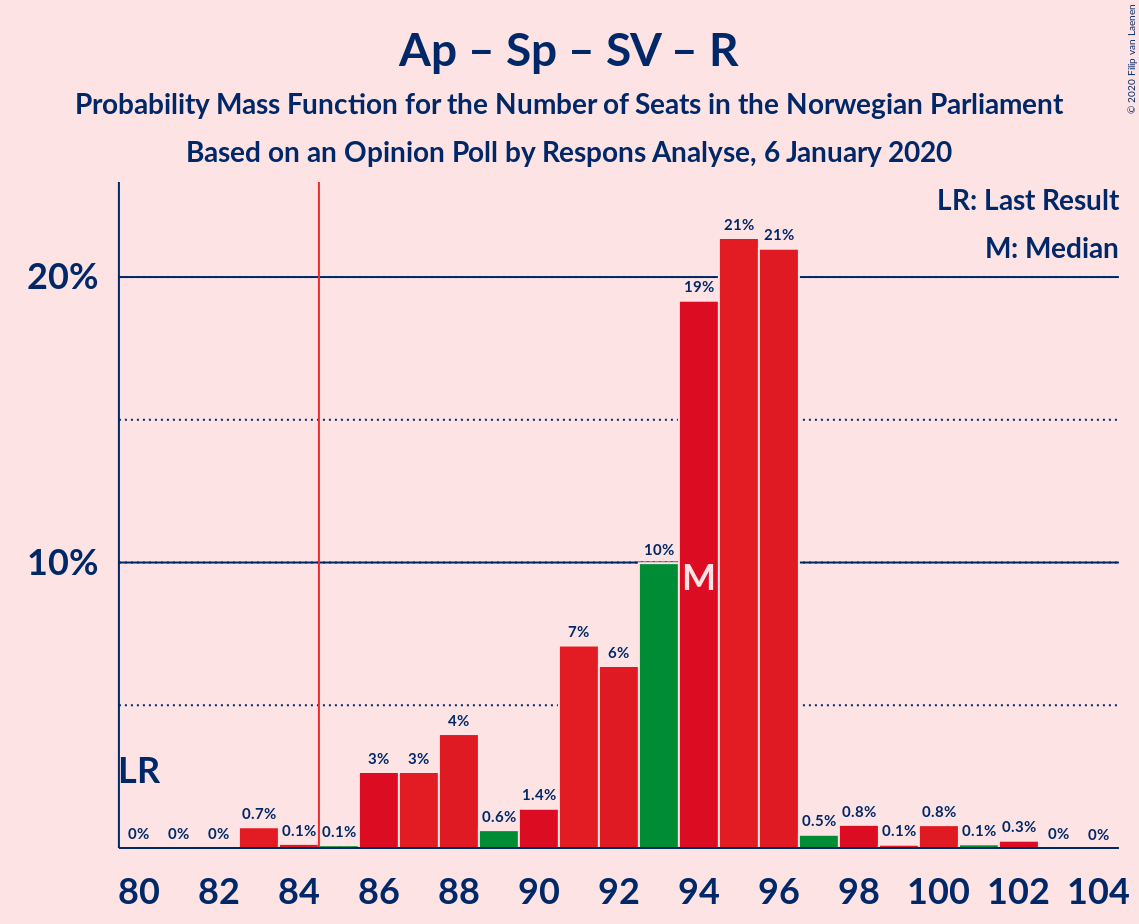 © 2020 Filip van Laenen
Ap – Sp – SV – R
Probability Mass Function for the Number of Seats in the Norwegian Parliament
Based on an Opinion Poll by Respons Analyse, 6 January 2020
LR: Last Result
M: Median
20%
10%
LR
M
0% 0% 0% 0.7% 0.1% 0.1% 3% 3% 4% 0.6% 1.4% 7% 6% 10% 19% 21% 21% 0.5% 0.8% 0.1% 0.8% 0.1% 0.3% 0% 0%
80 82 84 86 88 90 92 94 96 98 100 102 104